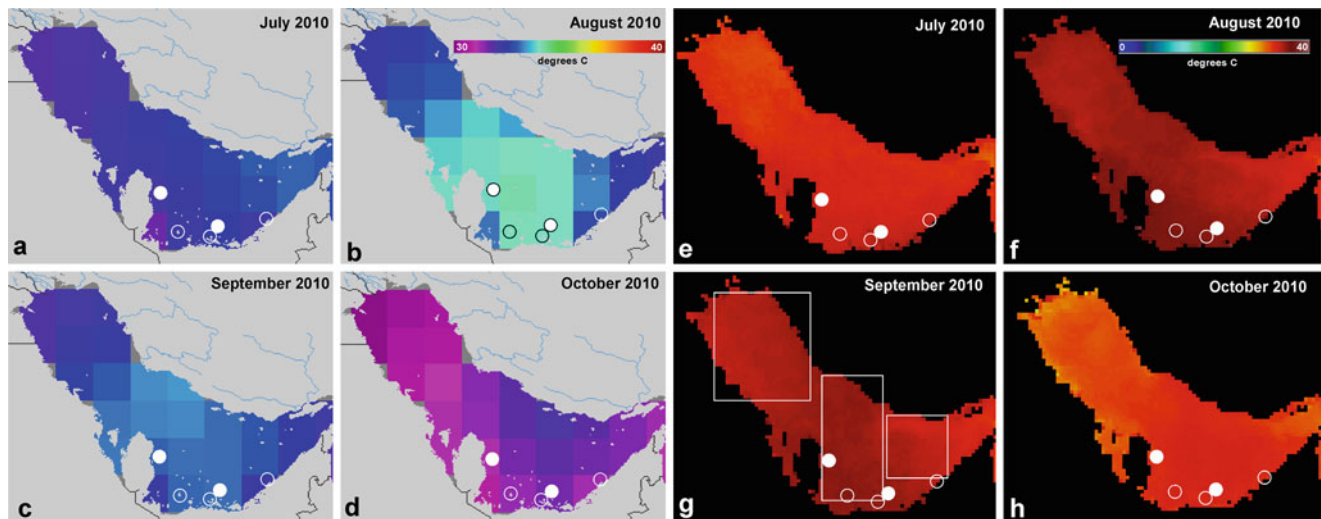 July 2010
a
August 2010
30 40
degrees C
b
July 2010
e
August 2010
0 40
degrees C
f
September 2010
c
October 2010
d
September 2010
g
October 2010
h